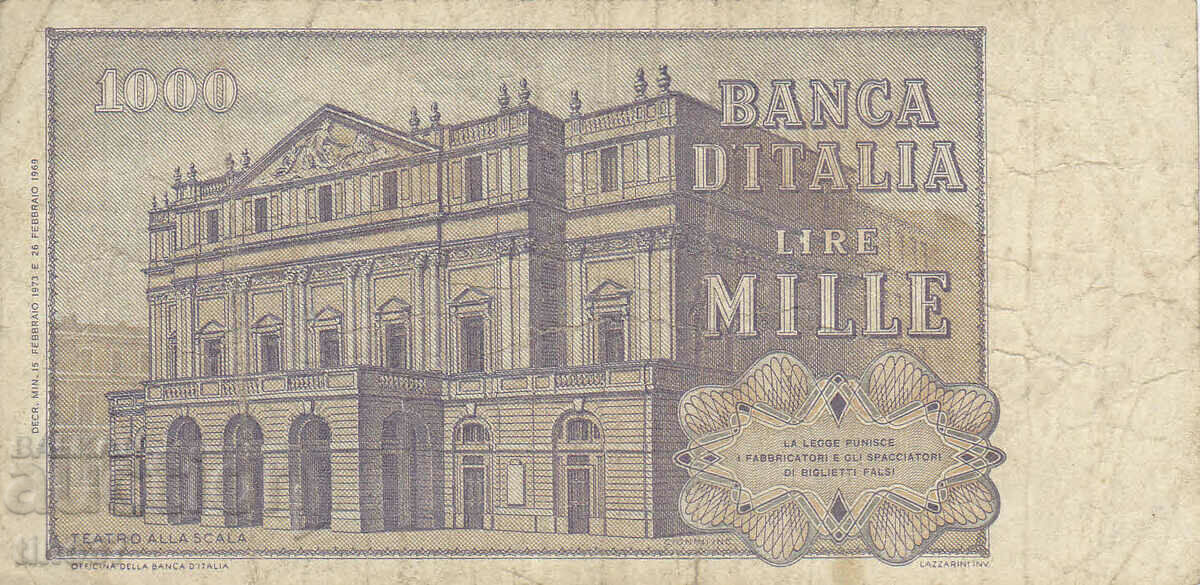 1000
BANCA
D'ITALIA
LIRE
MILLE
DECR. MIN. 15 FEBBRAIO 1973 E 26 FEBBRAIO 1969
LA LEGGE PUNISCE
I FABBRICATORI E GLI SPACCIATORI
DI BIGLIETTI FALSI
TEATRO ALLA SCALA
OFFICINA DELLA BANCA D'ITALIA
LAZZARINI INV.